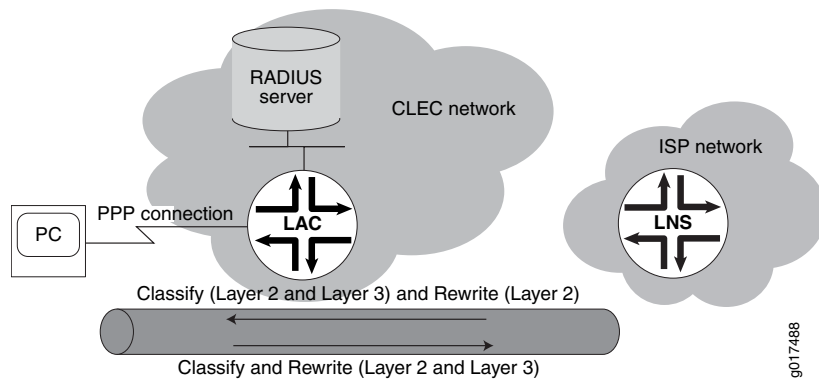 RADIUS
server
CLEC network
ISP network
PPP connection
PC
LAC
LNS
Classify (Layer 2 and Layer 3) and Rewrite (Layer 2)
Classify and Rewrite (Layer 2 and Layer 3)
g017488